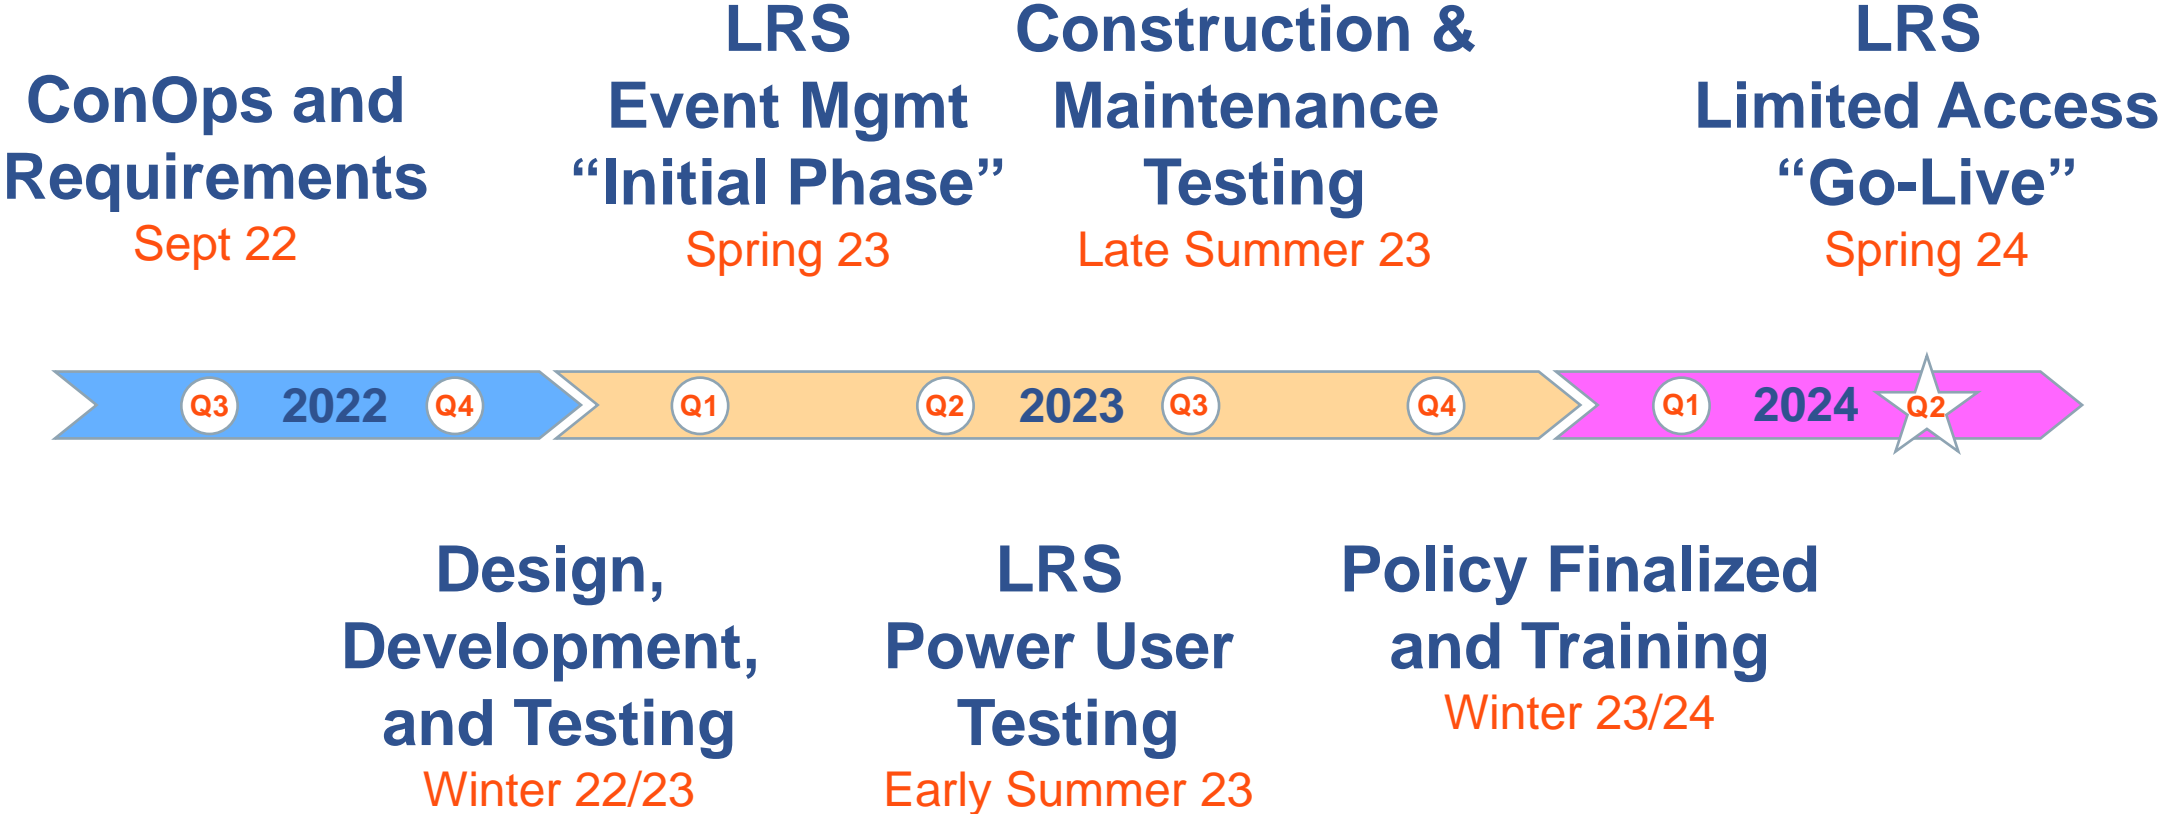 ConOps and
Requirements
Sept 22
LRS
Event Mgmt
“Initial Phase”
Spring 23
Construction &
Maintenance
Testing
Late Summer 23
LRS
Limited Access
“Go-Live”
Spring 24
Q3 2022 Q4 Q1 Q2 2023 Q3 Q4 Q1 2024 Q2
Design,
Development,
and Testing
Winter 22/23
LRS
Power User
Testing
Early Summer 23
Policy Finalized
and Training
Winter 23/24